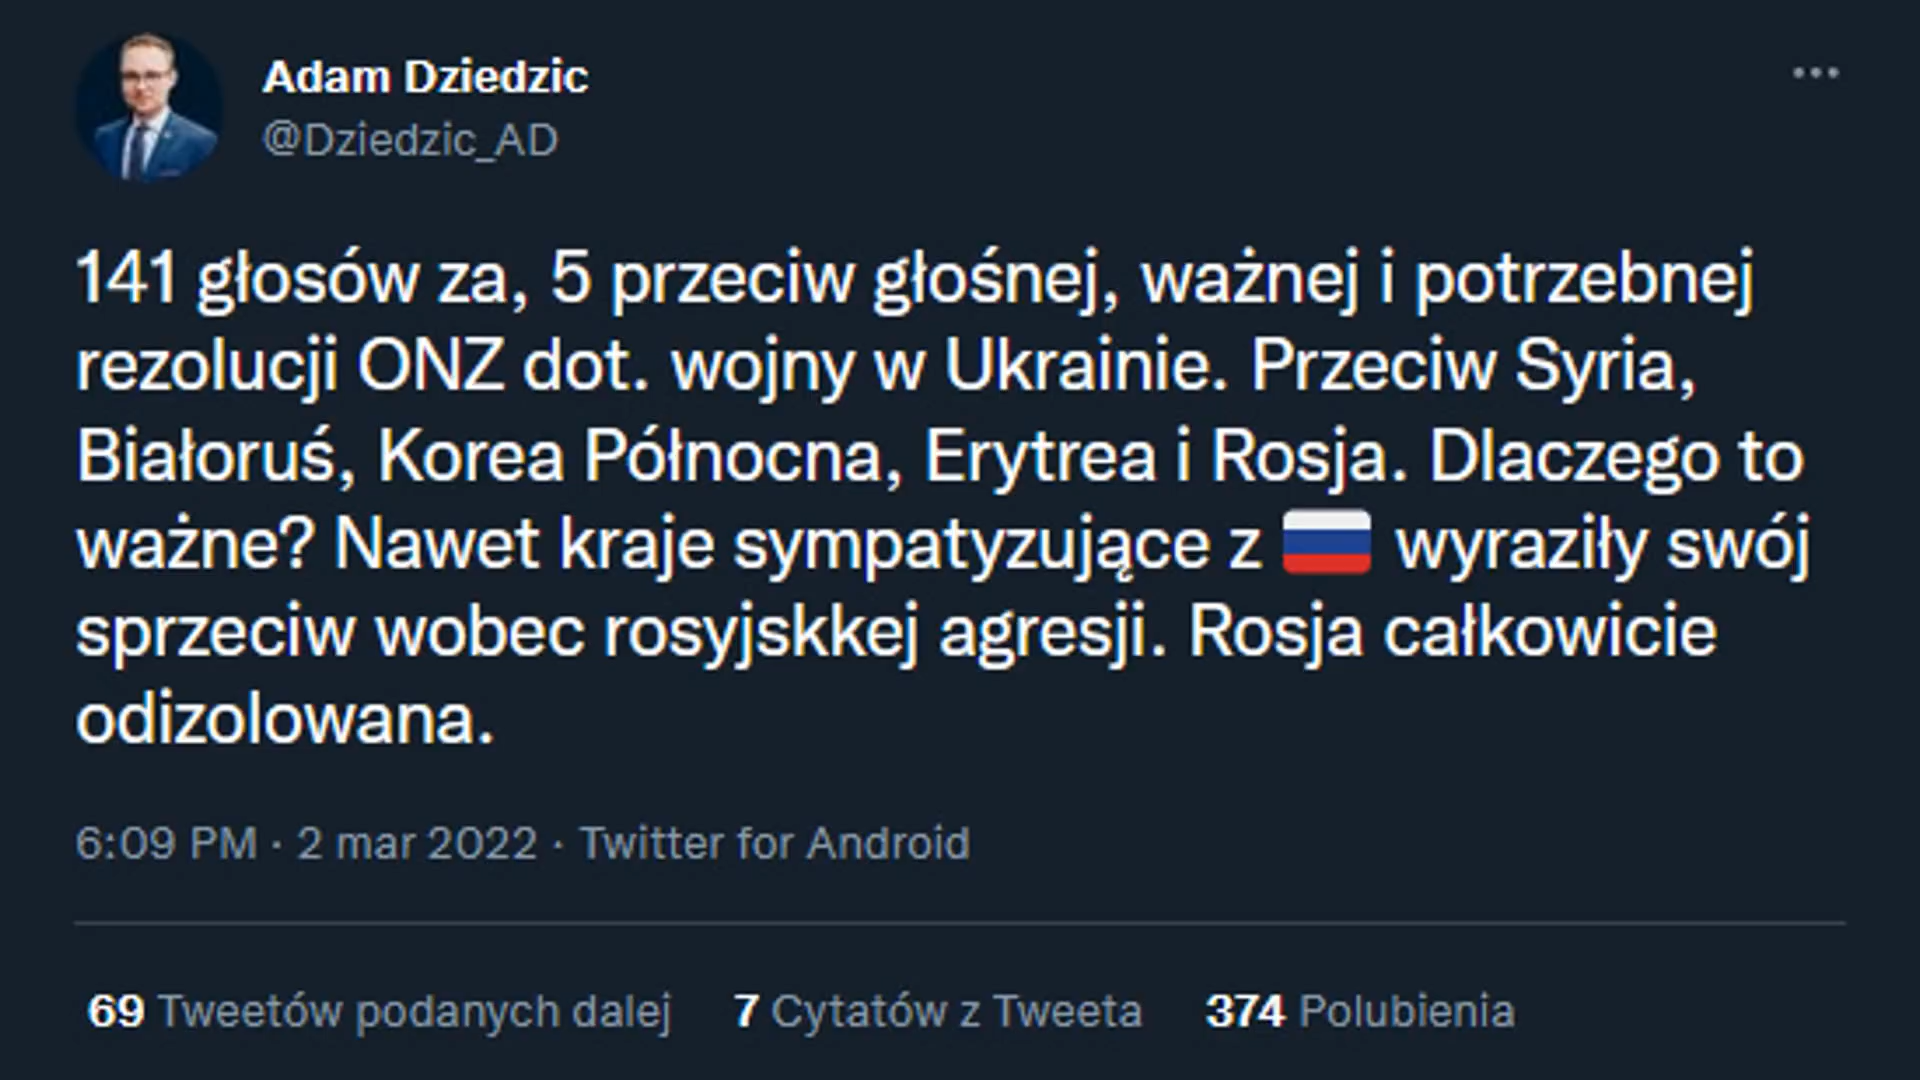 Adam Dziedzic
@Dziedzic_AD
141 głosów za, 5 przeciw głośnej, ważnej i potrzebnej
rezolucji ONZ dot. wojny w Ukrainie. Przeciw Syria,
Białoruś, Korea Północna, Erytrea i Rosja. Dlaczego to
ważne? Nawet kraje sympatyzujące z 🇷🇺 wyraziły swój
sprzeciw wobec rosyjskkej agresji. Rosja całkowicie
odizolowana.
6:09 PM · 2 mar 2022 · Twitter for Android
69 Tweetów podanych dalej 7 Cytatów z Tweeta 374 Polubienia